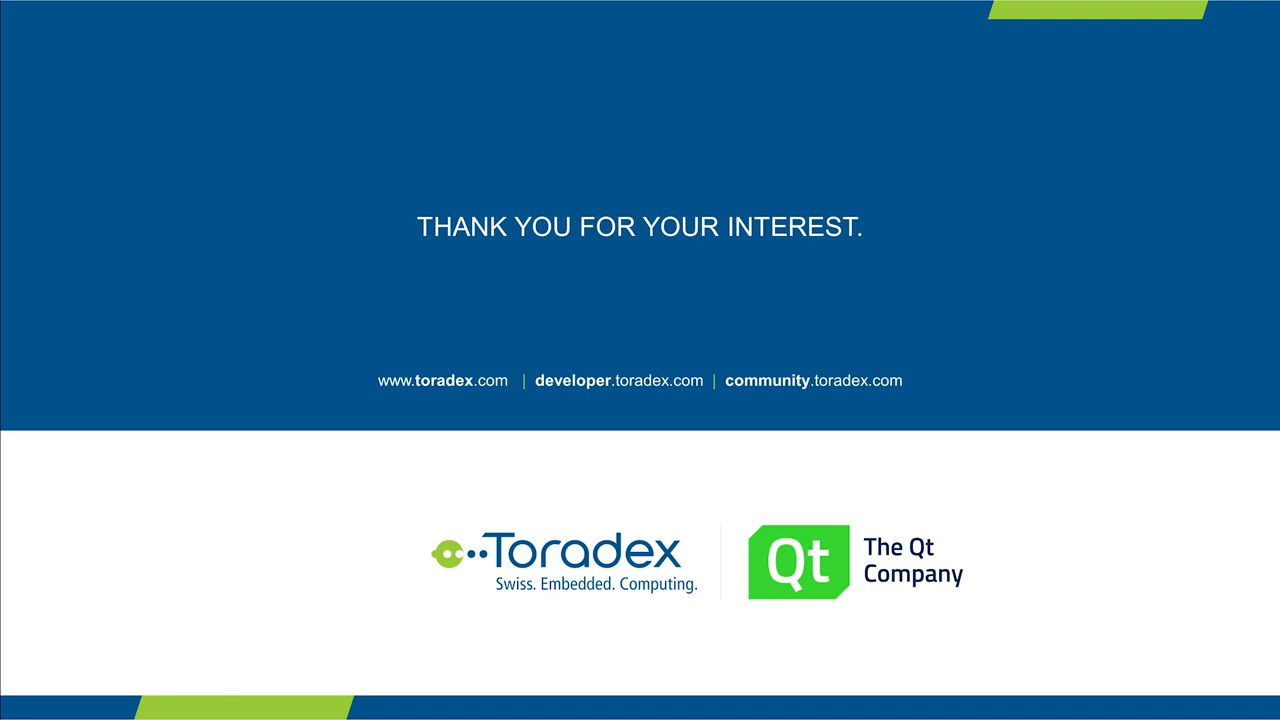 THANK YOU FOR YOUR INTEREST.
www.toradex.com | developer.toradex.com | community.toradex.com
Toradex
Swiss. Embedded. Computing.
Qt
The Qt
Company